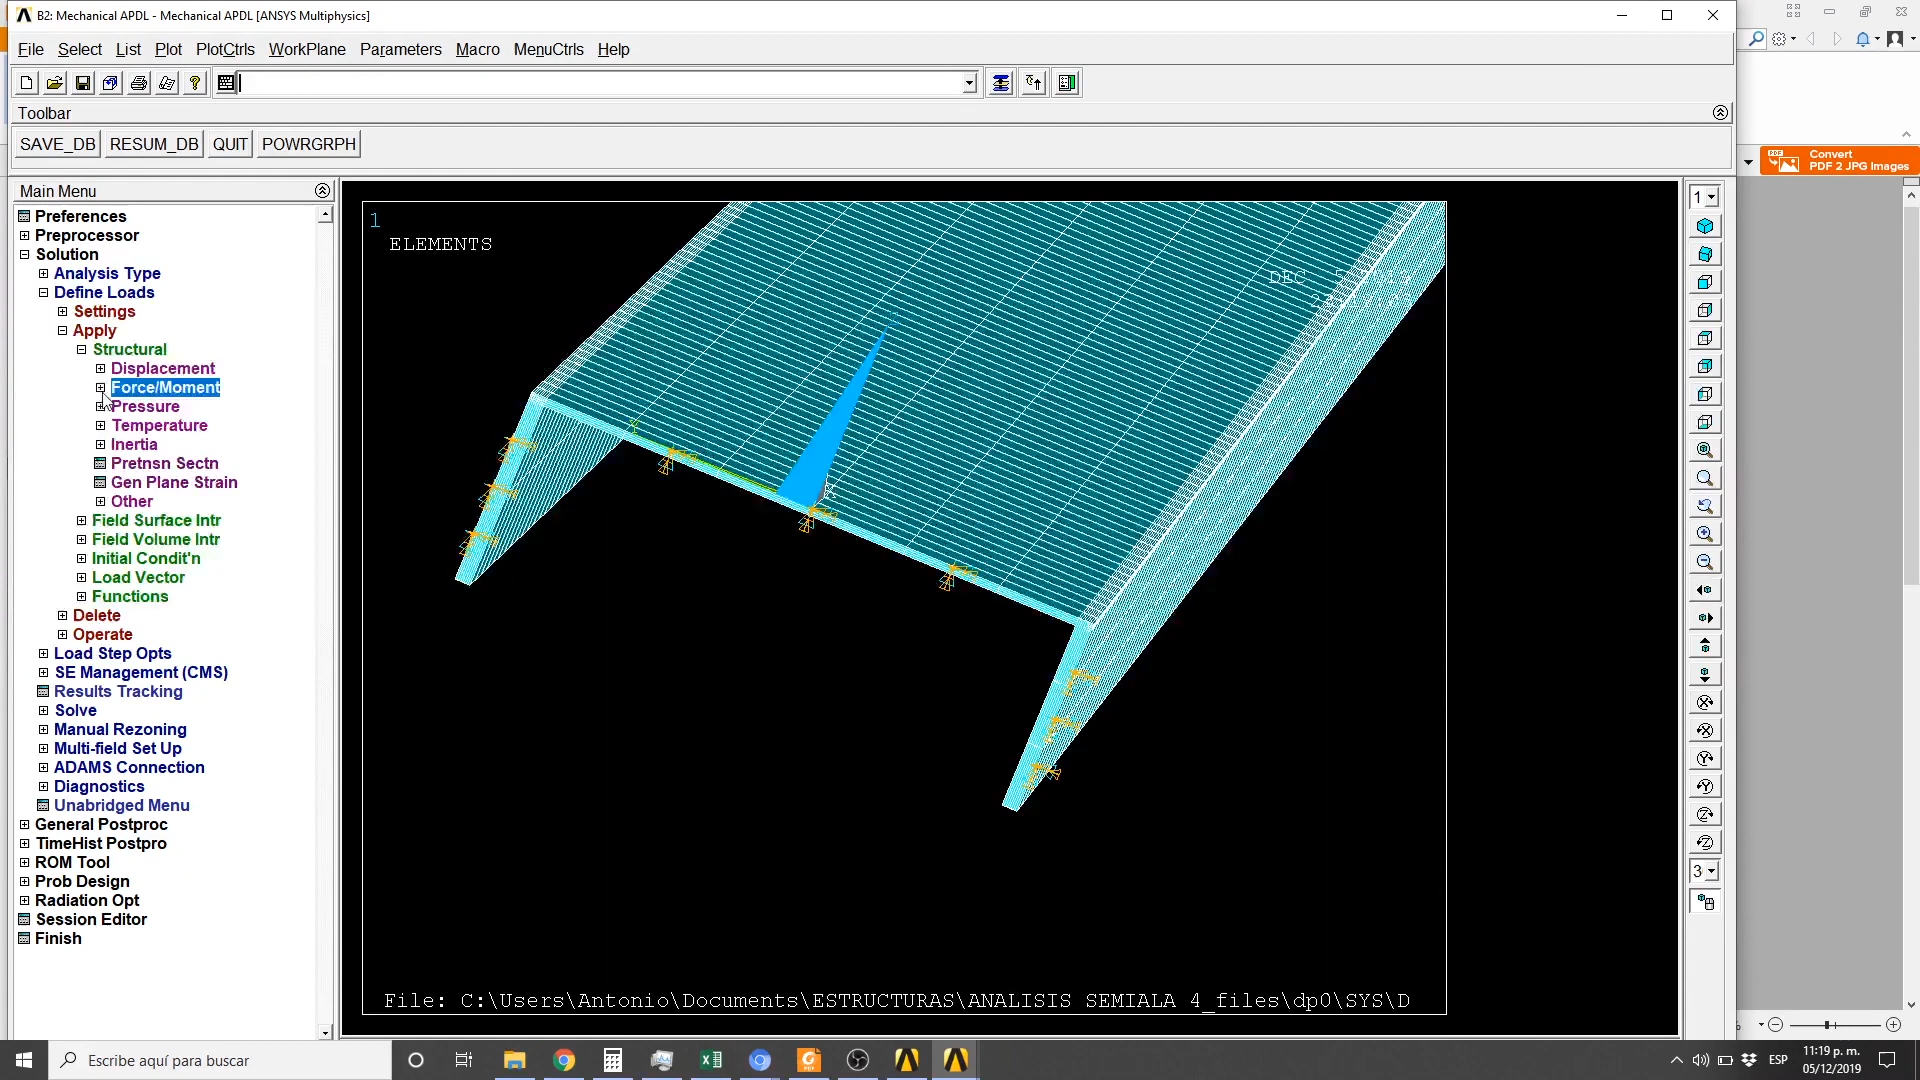 B2: Mechanical APDL - Mechanical APDL [ANSYS Multiphysics]
File Select List Plot PlotCtrls WorkPlane Parameters Macro MenuCtrls Help
Toolbar
SAVE_DB RESUM_DB QUIT POWRGRPH
Convert
PDF 2 JPG Images
Main Menu
Preferences
Preprocessor
Solution
Analysis Type
Define Loads
Settings
Apply
Structural
Displacement
Force/Moment
Pressure
Temperature
Inertia
Pretnsn Sectn
Gen Plane Strain
Other
Field Surface Intr
Field Volume Intr
Initial Condit'n
Load Vector
Functions
Delete
Operate
Load Step Opts
SE Management (CMS)
Results Tracking
Solve
Manual Rezoning
Multi-field Set Up
ADAMS Connection
Diagnostics
Unabridged Menu
General Postproc
TimeHist Postpro
ROM Tool
Prob Design
Radiation Opt
Session Editor
Finish
1
ELEMENTS
DEC 5
Y
File: C:\Users\Antonio\Documents\ESTRUCTURAS\ANALISIS SEMIALA 4_files\dp0\SYS\D
1
3
Escribe aquí para buscar
ESP
11:19 p. m.
05/12/2019